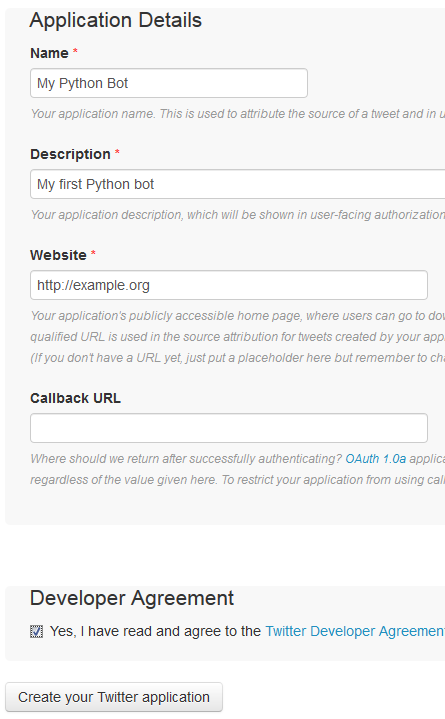 Application Details
Name *
My Python Bot
Your application name. This is used to attribute the source of a tweet and in u
Description *
My first Python bot
Your application description, which will be shown in user-facing authorization
Website *
http://example.org
Your application's publicly accessible home page, where users can go to do
qualified URL is used in the source attribution for tweets created by your app
(If you don't have a URL yet, just put a placeholder here but remember to ch
Callback URL
Where should we return after successfully authenticating? OAuth 1.0a applica
regardless of the value given here. To restrict your application from using cal
Developer Agreement
Yes, I have read and agree to the Twitter Developer Agreement
Create your Twitter application